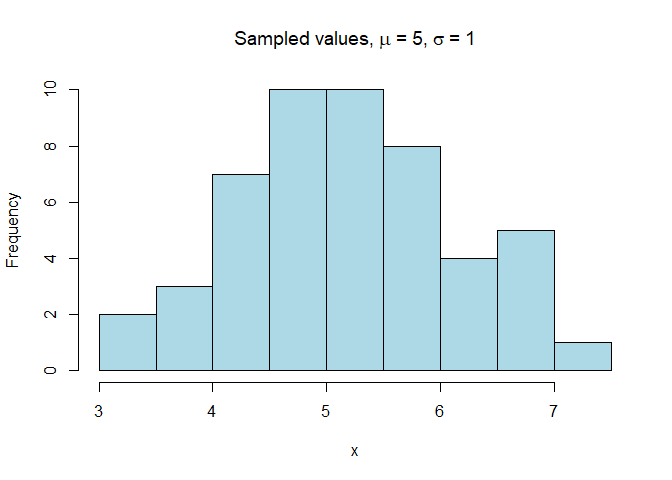 Sampled values, μ = 5, σ = 1
Frequency
10
8
6
4
2
0
3 4 5 6 7
x